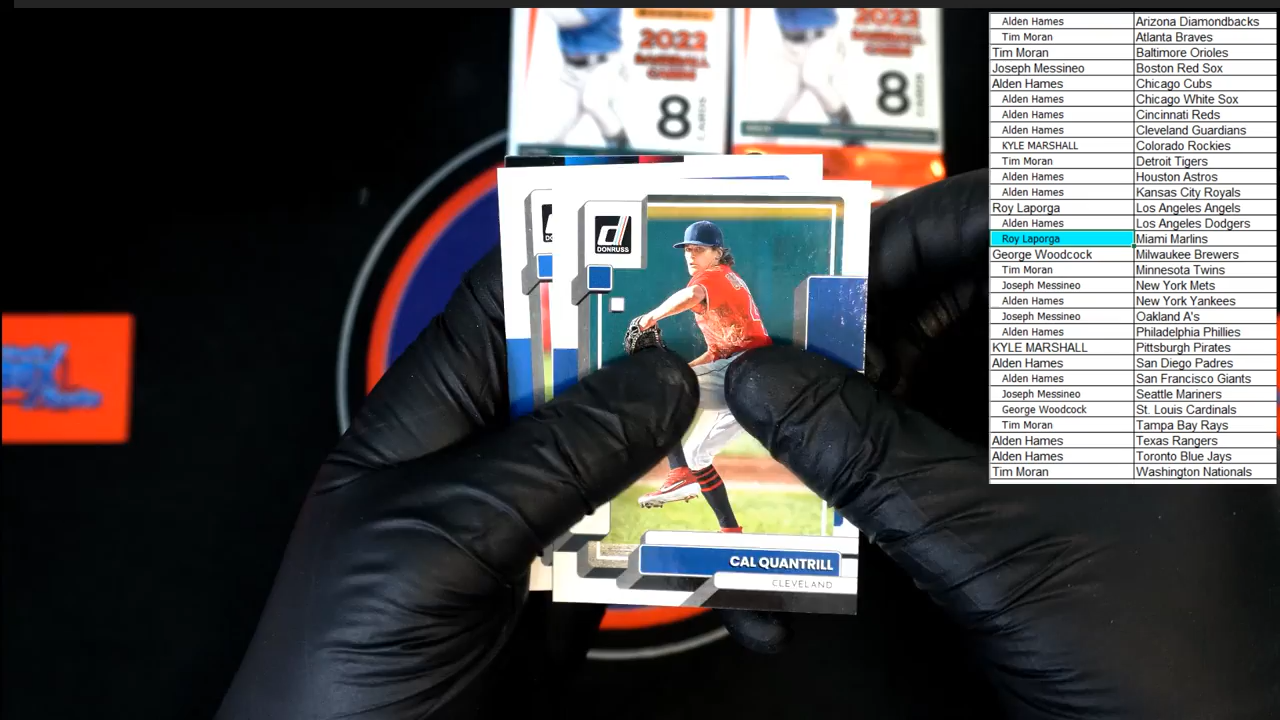 2022
BASEBALL
CARDS
8
CARDS
2022
BASEBALL
CARDS
8
CARDS
d
DONRUSS
CAL QUANTRILL
CLEVELAND
Alden Hames Arizona Diamondbacks
Tim Moran Atlanta Braves
Tim Moran Baltimore Orioles
Joseph Messineo Boston Red Sox
Alden Hames Chicago Cubs
Alden Hames Chicago White Sox
Alden Hames Cincinnati Reds
Alden Hames Cleveland Guardians
KYLE MARSHALL Colorado Rockies
Tim Moran Detroit Tigers
Alden Hames Houston Astros
Alden Hames Kansas City Royals
Roy Laporga Los Angeles Angels
Alden Hames Los Angeles Dodgers
Roy Laporga Miami Marlins
George Woodcock Milwaukee Brewers
Tim Moran Minnesota Twins
Joseph Messineo New York Mets
Alden Hames New York Yankees
Joseph Messineo Oakland A's
Alden Hames Philadelphia Phillies
KYLE MARSHALL Pittsburgh Pirates
Alden Hames San Diego Padres
Alden Hames San Francisco Giants
Joseph Messineo Seattle Mariners
George Woodcock St. Louis Cardinals
Tim Moran Tampa Bay Rays
Alden Hames Texas Rangers
Alden Hames Toronto Blue Jays
Tim Moran Washington Nationals